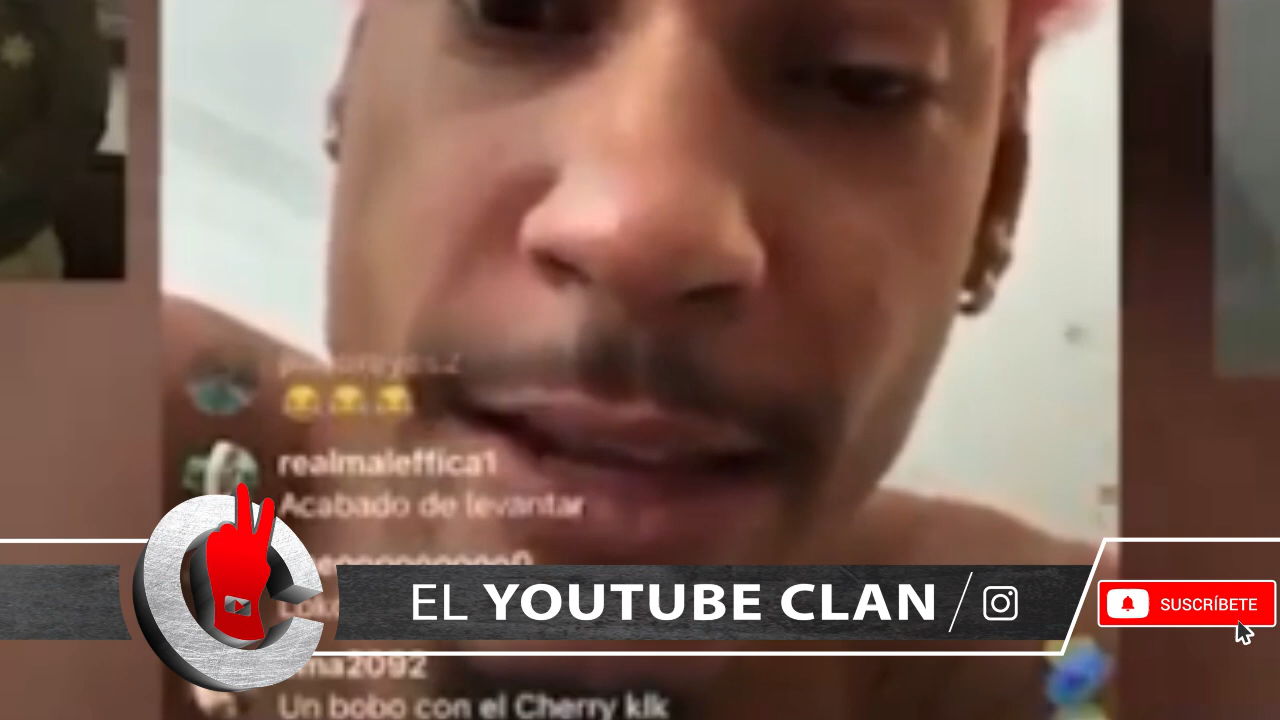 realmaleffica1
Acabado de levantar
EL YOUTUBE CLAN
SUSCRÍBETE
Un bobo con el Cherry klk